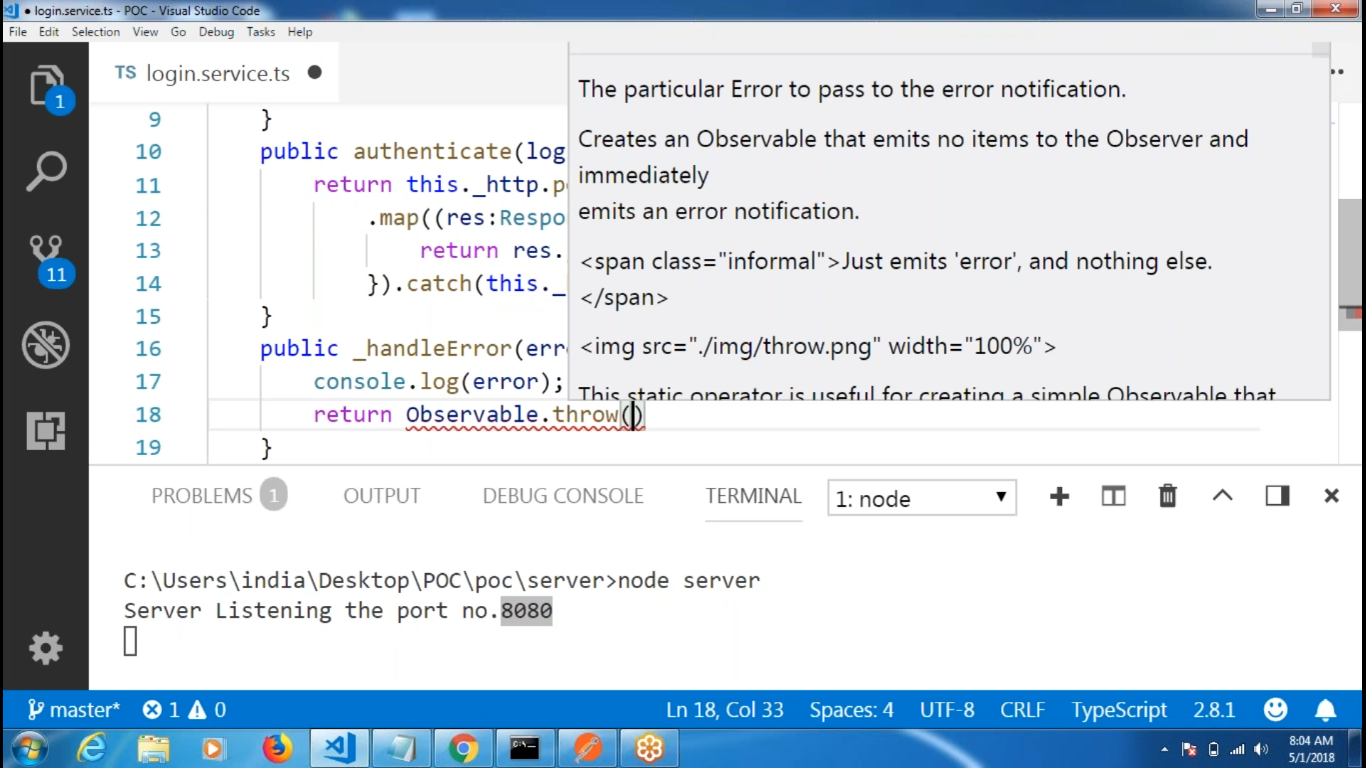 login.service.ts - POC - Visual Studio Code
File Edit Selection View Go Debug Tasks Help
TS login.service.ts
The particular Error to pass to the error notification.
Creates an Observable that emits no items to the Observer and
immediately
emits an error notification.
<span class="informal">Just emits 'error', and nothing else.
</span>
<img src="./img/throw.png" width="100%">
This static operator is useful for creating a simple Observable that
9 }
10 public authenticate(log
11 return this._http.p
12 .map((res:Respo
13 return res.
14 }).catch(this._
15 }
16 public _handleError(err
17 console.log(error);
18 return Observable.throw()
19 }
1
11
PROBLEMS 1 OUTPUT DEBUG CONSOLE TERMINAL 1: node
C:\Users\india\Desktop\POC\poc\server>node server
Server Listening the port no.8080
master* 1 0 Ln 18, Col 33 Spaces: 4 UTF-8 CRLF TypeScript 2.8.1
C:\_
8:04 AM
5/1/2018